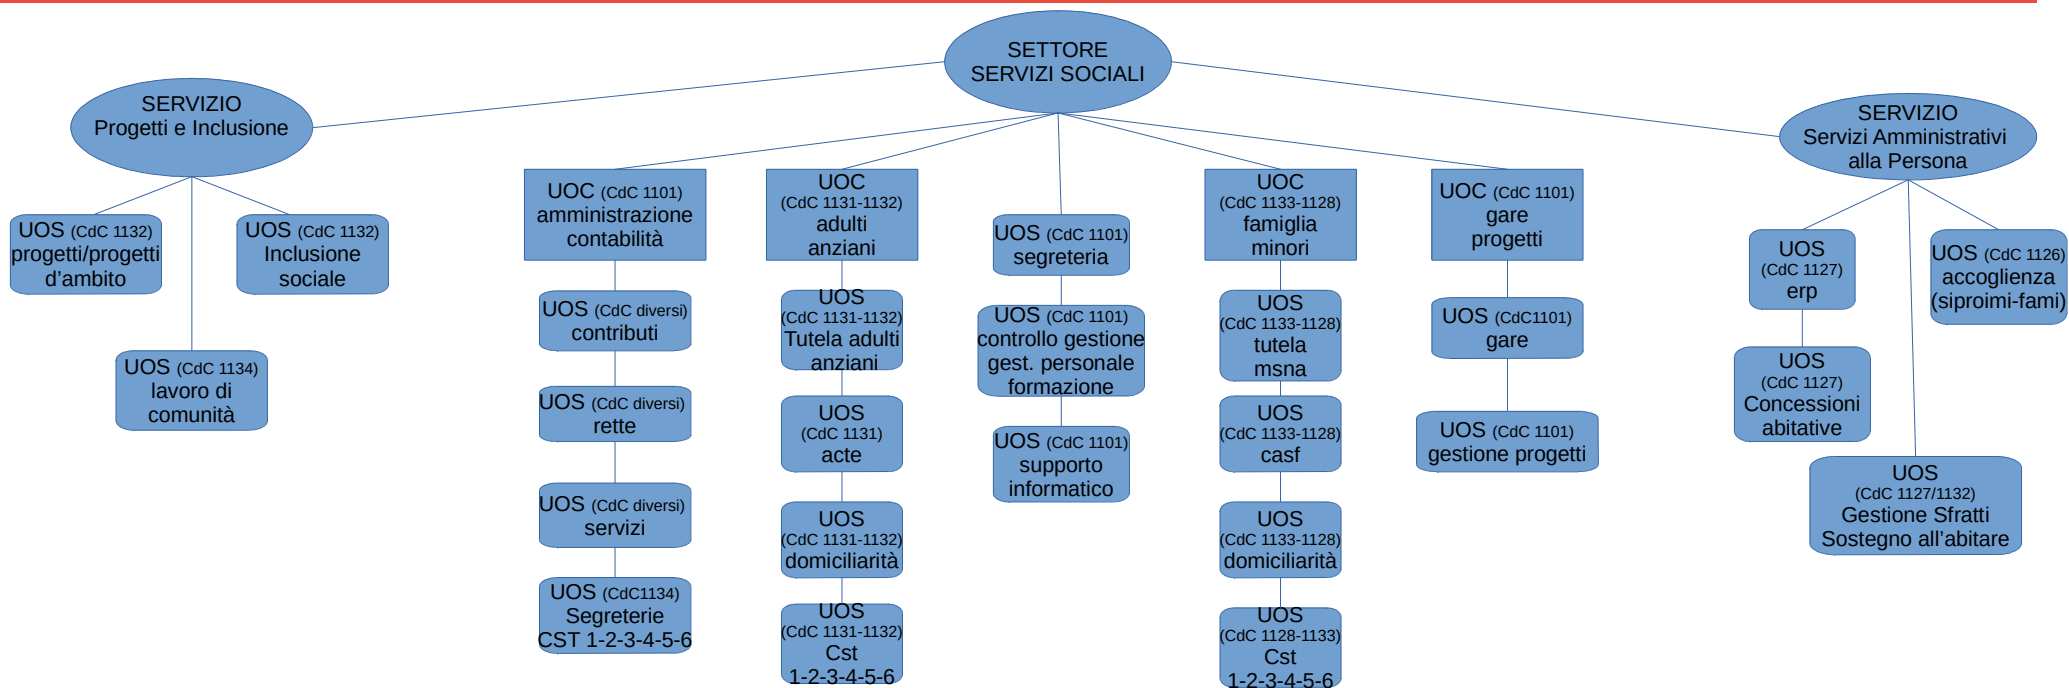 SETTORE
SERVIZI SOCIALI
SERVIZIO
Progetti e Inclusione
UOS (CdC 1132)
progetti/progetti
d’ambito
UOS (CdC 1132)
Inclusione
sociale
UOS (CdC 1134)
lavoro di
comunità
UOC (CdC 1101)
amministrazione
contabilità
UOS (CdC diversi)
contributi
UOS (CdC diversi)
rette
UOS (CdC diversi)
servizi
UOS (CdC1134)
Segreterie
CST 1-2-3-4-5-6
UOC
(CdC 1131-1132)
adulti
anziani
UOS
(CdC 1131-1132)
Tutela adulti
anziani
UOS
(CdC 1131)
acte
UOS
(CdC 1131-1132)
domiciliarità
UOS
(CdC 1131-1132)
Cst
1-2-3-4-5-6
UOS (CdC 1101)
segreteria
UOS (CdC 1101)
controllo gestione
gest. personale
formazione
UOS (CdC 1101)
supporto
informatico
UOC
(CdC 1133-1128)
famiglia
minori
UOS
(CdC 1133-1128)
tutela
msna
UOS
(CdC 1133-1128)
casf
UOS
(CdC 1133-1128)
domiciliarità
UOS
(CdC 1128-1133)
Cst
1-2-3-4-5-6
UOC (CdC 1101)
gare
progetti
UOS (CdC1101)
gare
UOS (CdC 1101)
gestione progetti
SERVIZIO
Servizi Amministrativi
alla Persona
UOS
(CdC 1127)
erp
UOS
(CdC 1127)
Concessioni
abitative
UOS (CdC 1126)
accoglienza
(siproimi-fami)
UOS
(CdC 1127/1132)
Gestione Sfratti
Sostegno all’abitare